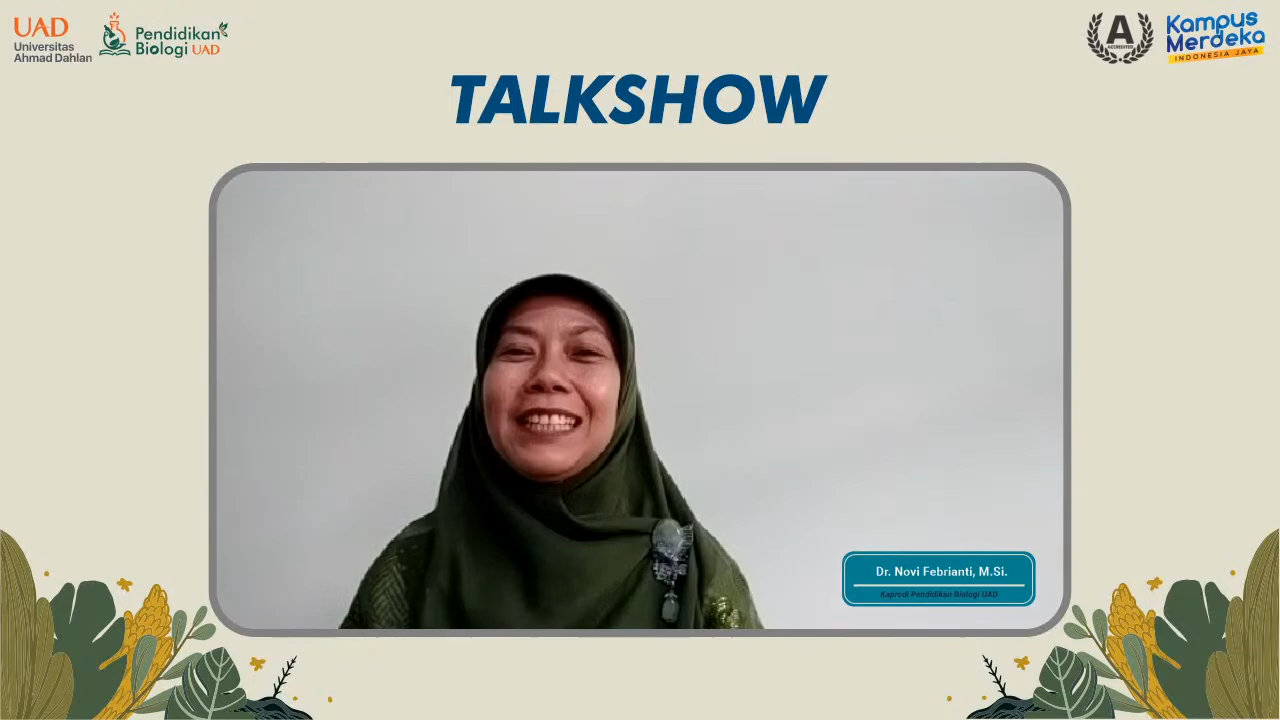 UAD
Universitas
Ahmad Dahlan
Pendidikan
Biologi UAD
A
ACCREDITED
Kampus
Merdeka
INDONESIA JAYA
TALKSHOW
Dr. Novi Febrianti, M.Si.
Kaprodi Pendidikan Biologi UAD